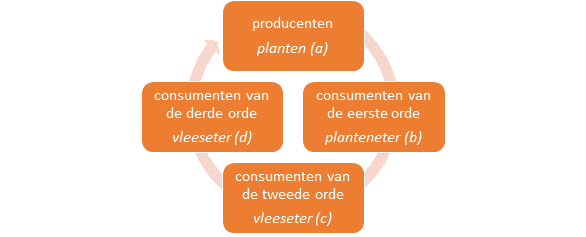 producenten
planten (a)
consumenten van
de eerste orde
planteneter (b)
consumenten van
de tweede orde
vleeseter (c)
consumenten van
de derde orde
vleeseter (d)